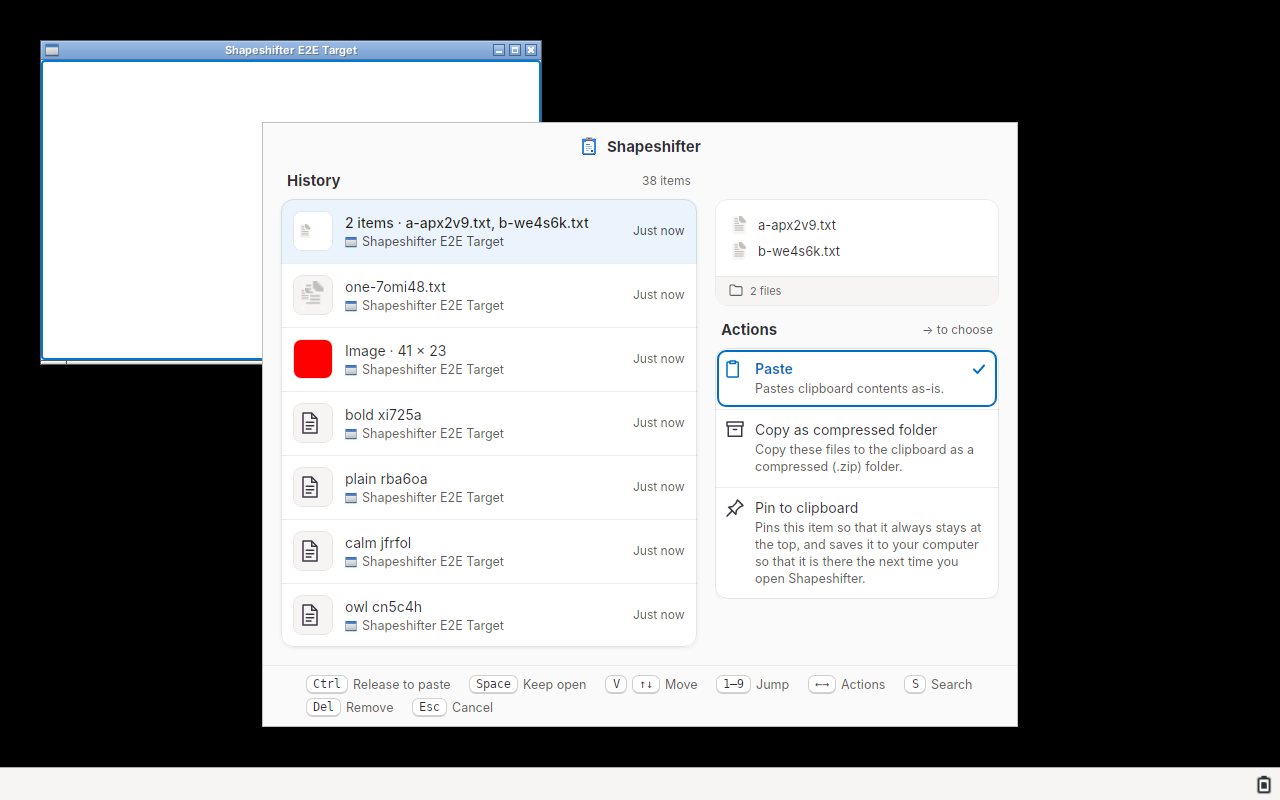 Shapeshifter E2E Target
Shapeshifter
History
38 items
2 items · a-apx2v9.txt, b-we4s6k.txt
Shapeshifter E2E Target
Just now
one-7omi48.txt
Shapeshifter E2E Target
Just now
Image · 41 × 23
Shapeshifter E2E Target
Just now
bold xi725a
Shapeshifter E2E Target
Just now
plain rba6oa
Shapeshifter E2E Target
Just now
calm jfrfol
Shapeshifter E2E Target
Just now
owl cn5c4h
Shapeshifter E2E Target
Just now
a-apx2v9.txt
b-we4s6k.txt
2 files
Actions
→ to choose
Paste
Pastes clipboard contents as-is.
Copy as compressed folder
Copy these files to the clipboard as a
compressed (.zip) folder.
Pin to clipboard
Pins this item so that it always stays at
the top, and saves it to your computer
so that it is there the next time you
open Shapeshifter.
Ctrl Release to paste Space Keep open V ↑↓ Move 1–9 Jump ←→ Actions S Search
Del Remove Esc Cancel